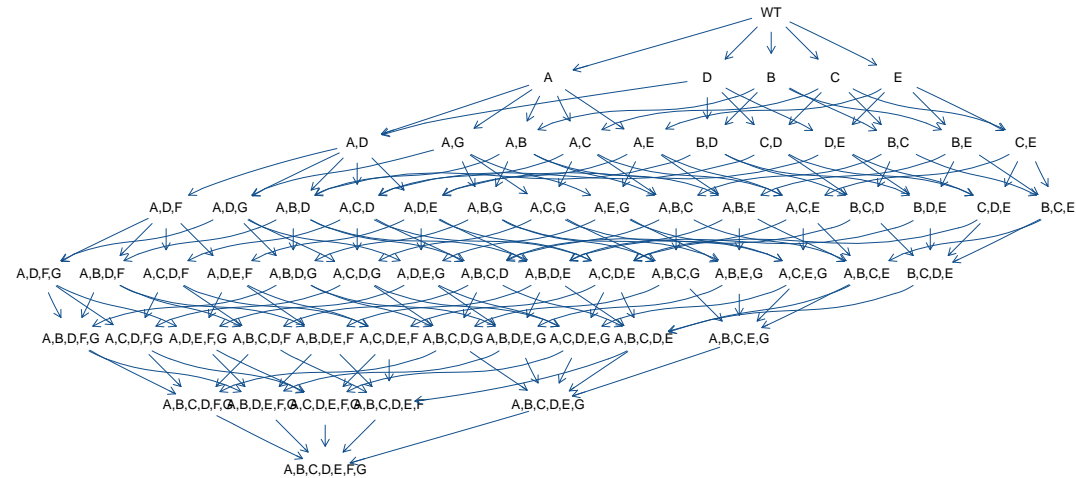 WT
A D B C E
A,D A,G A,B A,C A,E B,D C,D D,E B,C B,E C,E
A,D,F A,D,G A,B,D A,C,D A,D,E A,B,G A,C,G A,E,G A,B,C A,B,E A,C,E B,C,D B,D,E C,D,E B,C,E
A,D,F,G A,B,D,F A,C,D,F A,D,E,F A,B,D,G A,C,D,G A,D,E,G A,B,C,D A,B,D,E A,C,D,E A,B,C,G A,B,E,G A,C,E,G A,B,C,E B,C,D,E
A,B,D,F,G A,C,D,F,G A,D,E,F,G A,B,C,D,F A,B,D,E,F A,C,D,E,F A,B,C,D,G A,B,D,E,G A,C,D,E,G A,B,C,D,E A,B,C,E,G
A,B,C,D,F,G A,B,D,E,F,G A,C,D,E,F,G A,B,C,D,E,F A,B,C,D,E,G
A,B,C,D,E,F,G